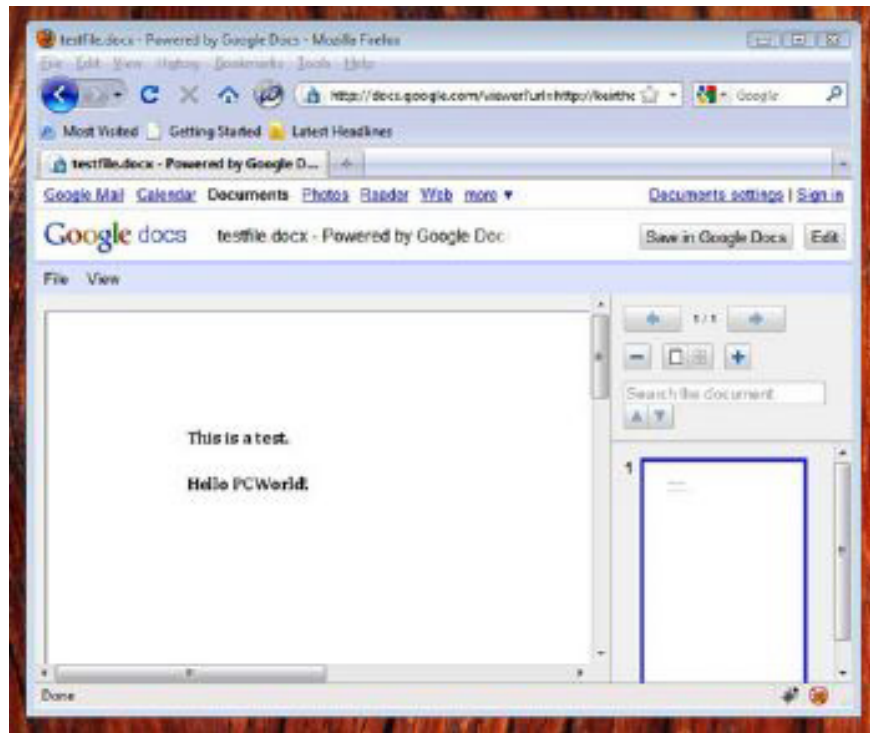 testfile.docx - Powered by Google Docs - Mozilla Firefox
File Edit View History Bookmarks Tools Help
http://docs.google.com/viewer?url=http://keirtho Google
Most Visited Getting Started Latest Headlines
testfile.docx - Powered by Google D...
Google Mail Calendar Documents Photos Reader Web more ▼ Documents settings | Sign in
Google docs testfile.docx - Powered by Google Doc Save in Google Docs Edit
File View
1 / 1
Search the document
This is a test.
1
Hello PCWorld!
Done